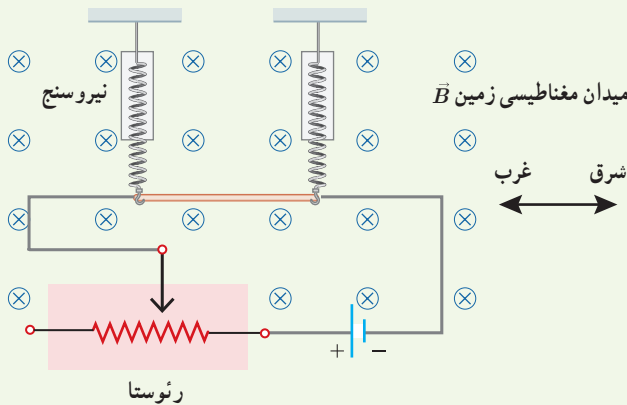 نیروسنج
میدان مغناطیسی زمین B⃗
شرق
غرب
+ −
رئوستا